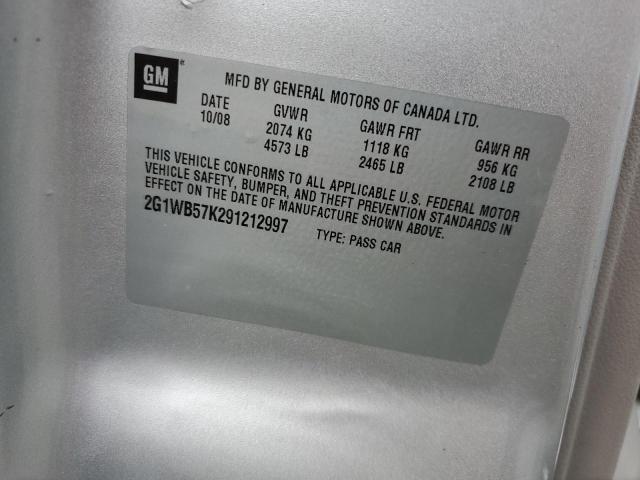 GM
MFD BY GENERAL MOTORS OF CANADA LTD.
DATE GVWR GAWR FRT GAWR RR
10/08 2074 KG 1118 KG 956 KG
4573 LB 2465 LB 2108 LB
THIS VEHICLE CONFORMS TO ALL APPLICABLE U.S. FEDERAL MOTOR
VEHICLE SAFETY, BUMPER, AND THEFT PREVENTION STANDARDS IN
EFFECT ON THE DATE OF MANUFACTURE SHOWN ABOVE.
2G1WB57K291212997 TYPE: PASS CAR